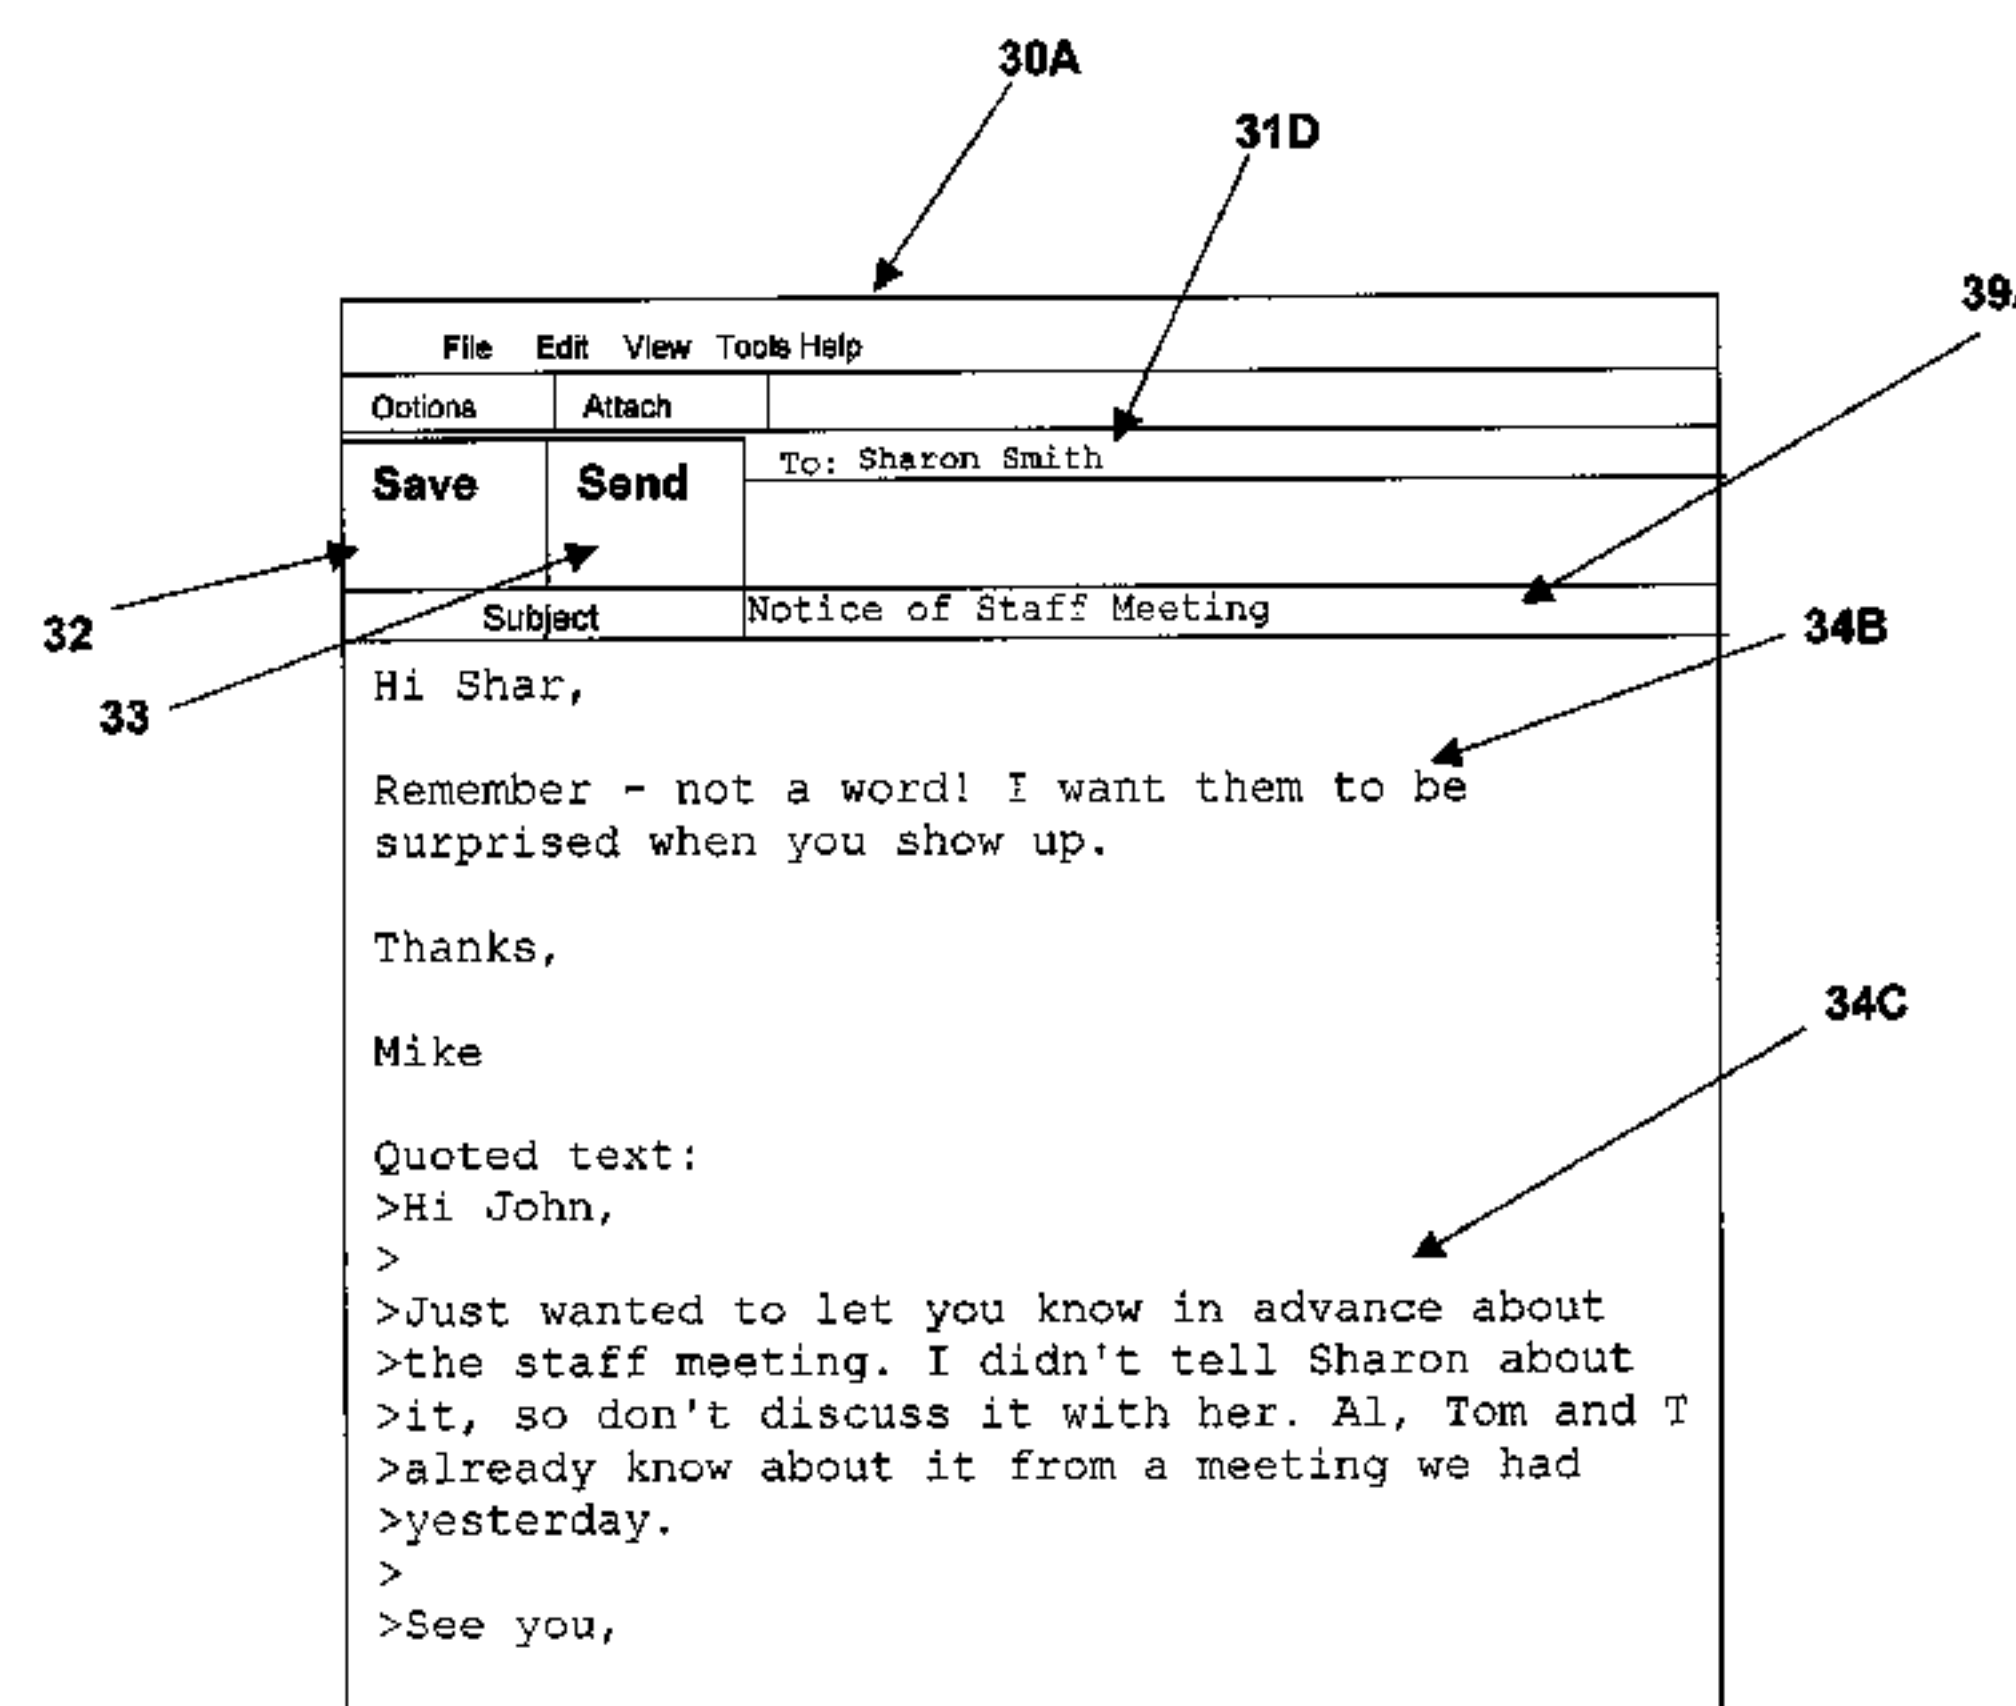 30A
31D
39
File Edit View Tools Help
Options Attach
To: Sharon Smith
Save Send
32
Subject Notice of Staff Meeting
34B
33
Hi Shar,
Remember - not a word! I want them to be
surprised when you show up.
Thanks,
34C
Mike
Quoted text:
>Hi John,
>
>Just wanted to let you know in advance about
>the staff meeting. I didn't tell Sharon about
>it, so don't discuss it with her. Al, Tom and T
>already know about it from a meeting we had
>yesterday.
>
>See you,